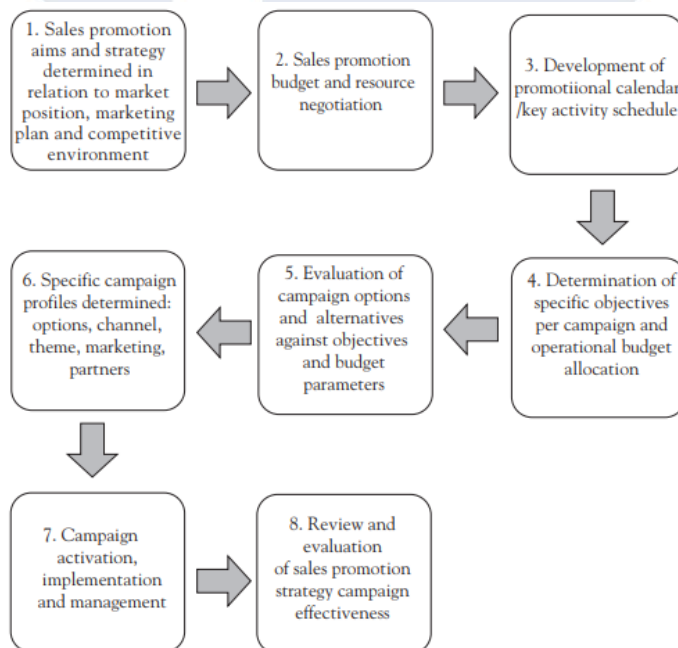 1. Sales promotion
aims and strategy
determined in
relation to market
position, marketing
plan and competitive
environment
2. Sales promotion
budget and resource
negotiation
3. Development of
promotiional calendar
/key activity schedule
4. Determination of
specific objectives
per campaign and
operational budget
allocation
5. Evaluation of
campaign options
and alternatives
against objectives
and budget
parameters
6. Specific campaign
profiles determined:
options, channel,
theme, marketing,
partners
7. Campaign
activation,
implementation
and management
8. Review and
evaluation
of sales promotion
strategy campaign
effectiveness